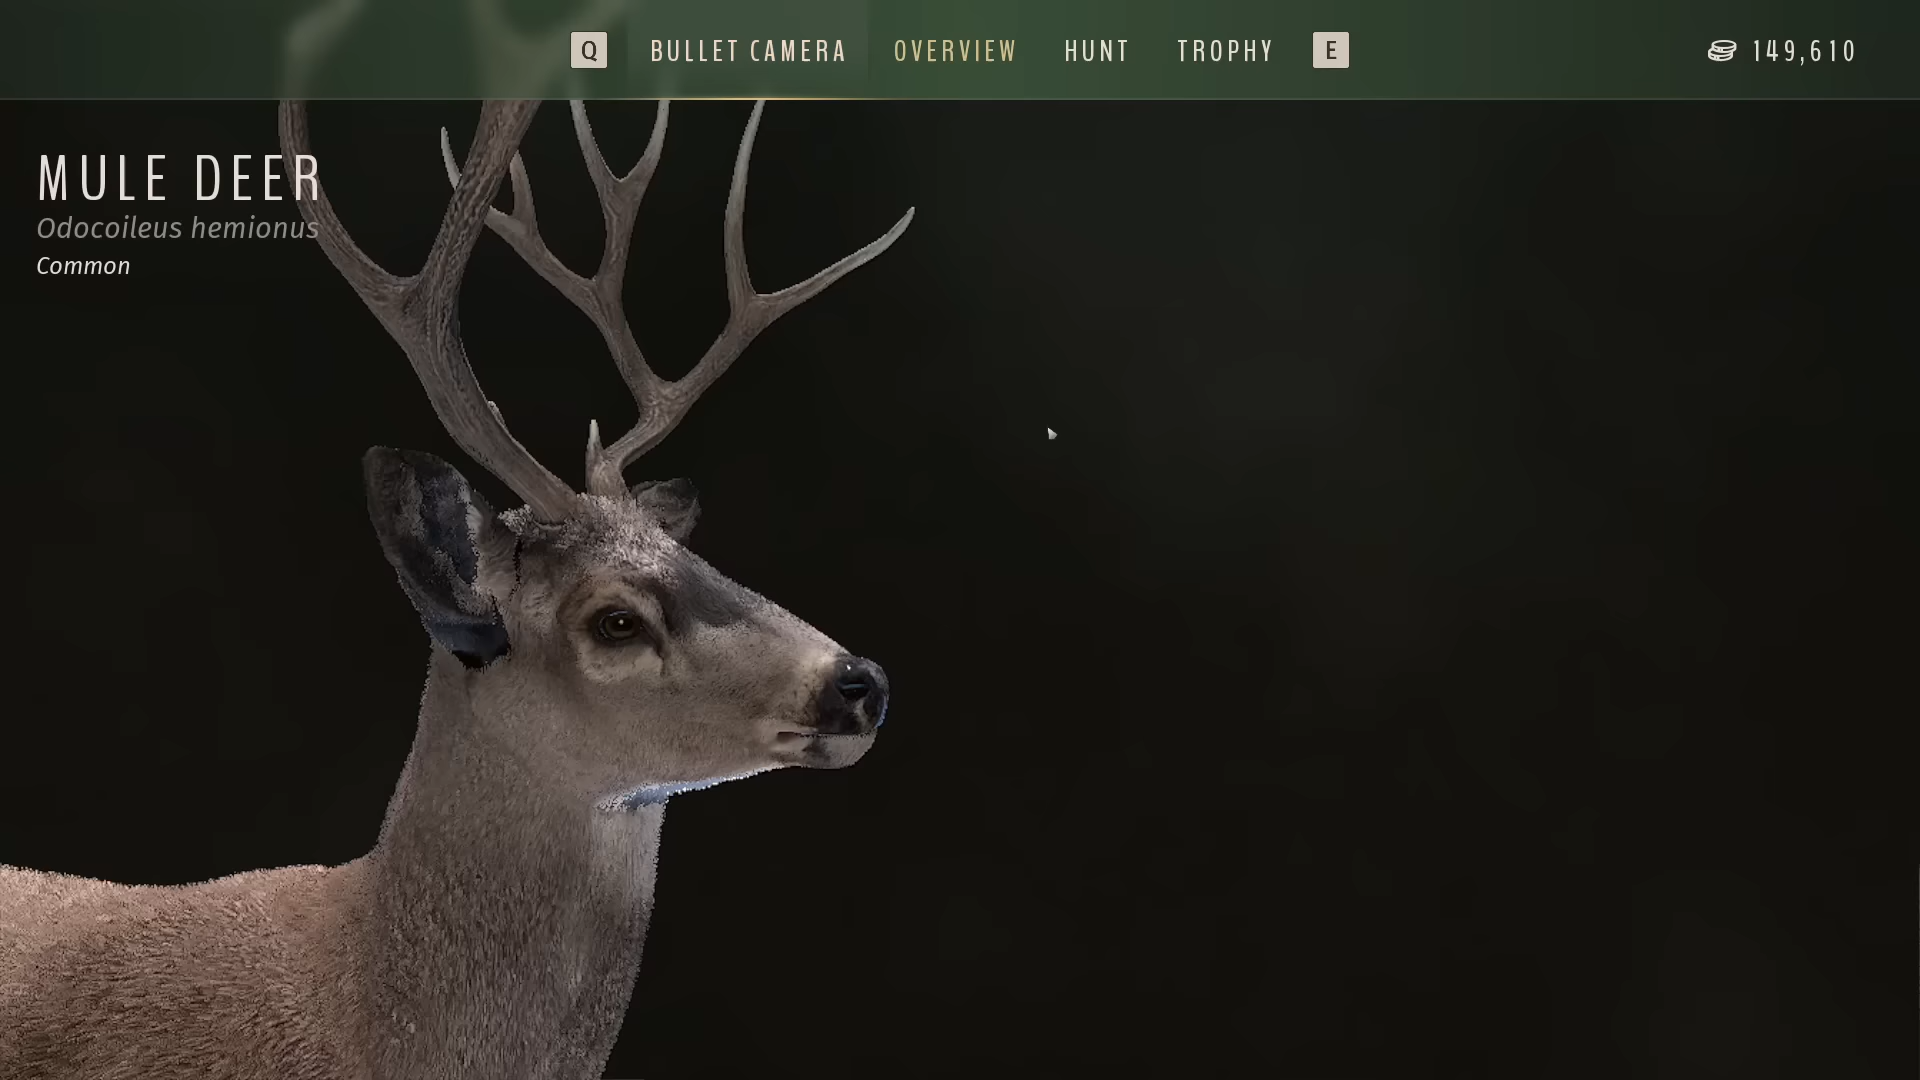 Q BULLET CAMERA OVERVIEW HUNT TROPHY E 149,610
MULE DEER
Odocoileus hemionus
Common